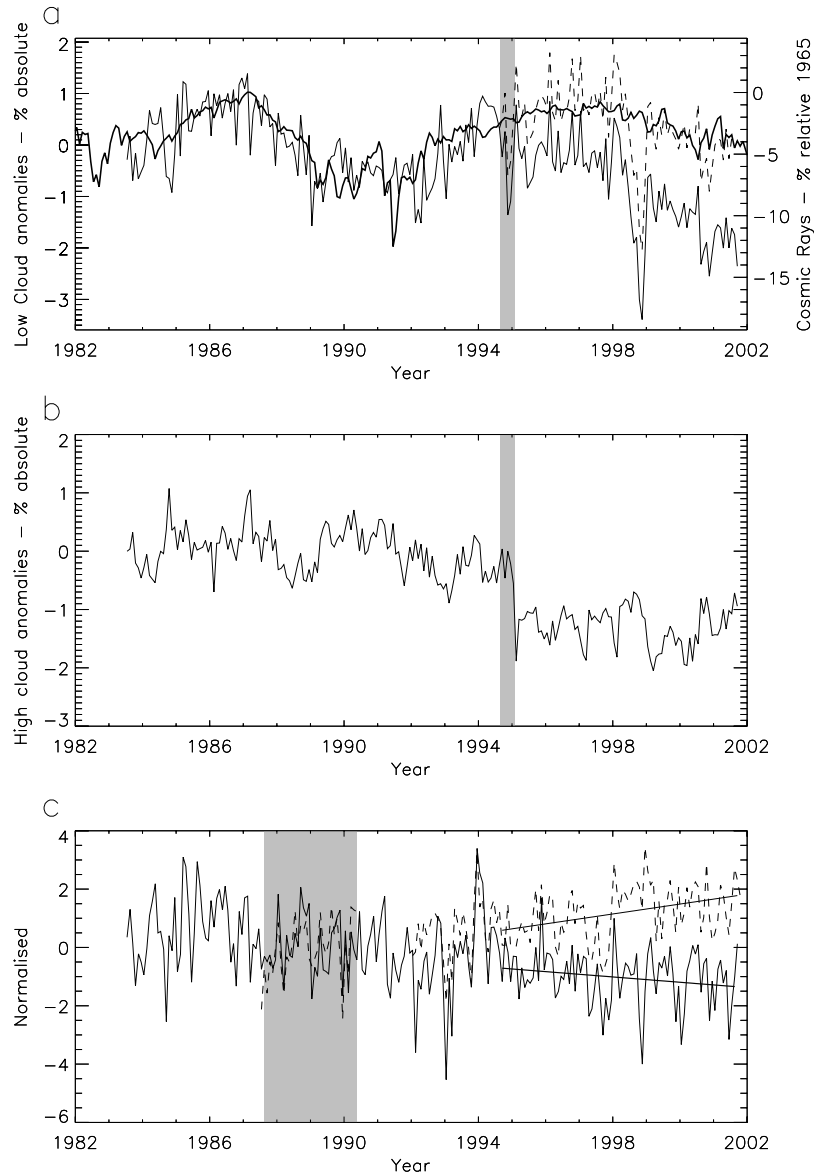 a
Low Cloud anomalies – % absolute
2
1
0
−1
−2
−3
Cosmic Rays – % relative 1965
0
−5
−10
−15
1982 1986 1990 1994 1998 2002
Year
b
High cloud anomalies – % absolute
2
1
0
−1
−2
−3
1982 1986 1990 1994 1998 2002
Year
c
Normalised
4
2
0
−2
−4
−6
1982 1986 1990 1994 1998 2002
Year